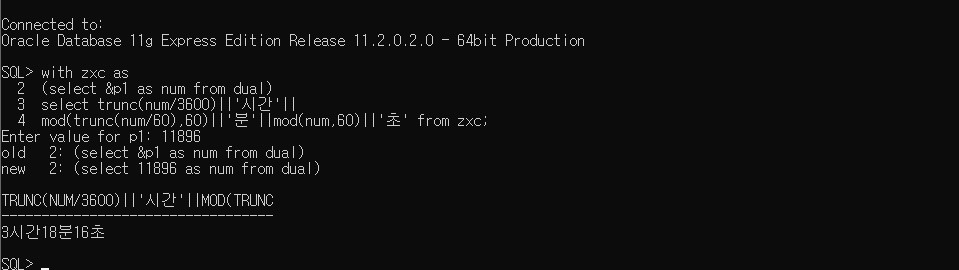 Connected to:
Oracle Database 11g Express Edition Release 11.2.0.2.0 - 64bit Production
SQL> with zxc as
  2  (select &p1 as num from dual)
  3  select trunc(num/3600)||'시간'||
  4  mod(trunc(num/60),60)||'분'||mod(num,60)||'초' from zxc;
Enter value for p1: 11896
old   2: (select &p1 as num from dual)
new   2: (select 11896 as num from dual)
TRUNC(NUM/3600)||'시간'||MOD(TRUNC
----------------------------------
3시간18분16초
SQL> _